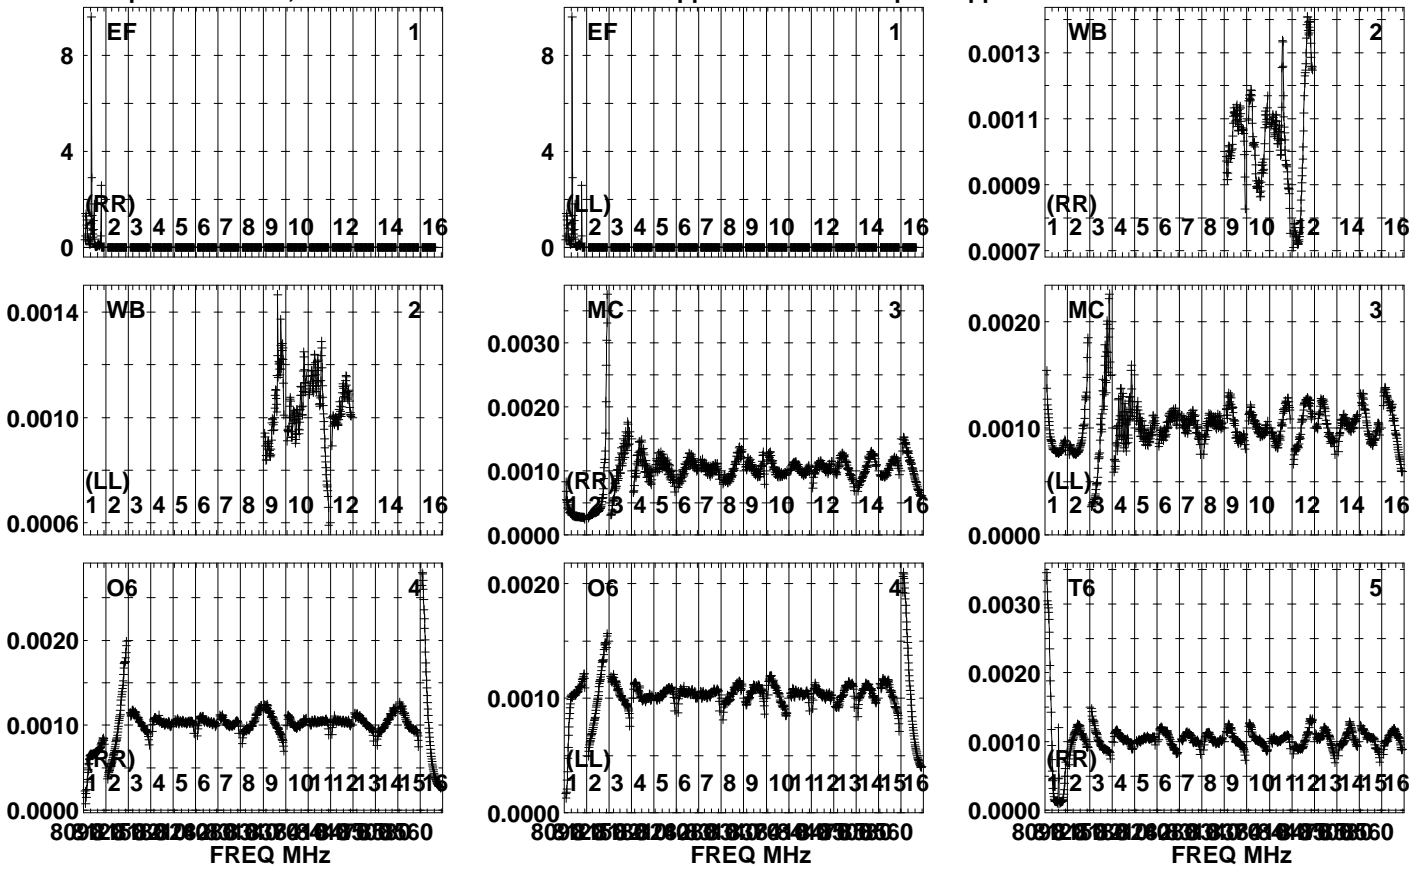 EF 1
8
4
0
(RR)
1 2 3 4 5 6 7 8 9 10 12 14 16
EF 1
8
4
0
(LL)
1 2 3 4 5 6 7 8 9 10 12 14 16
WB 2
0.0013
0.0011
0.0009
0.0007
(RR)
1 2 3 4 5 6 7 8 9 10 12 14 16
WB 2
0.0014
0.0010
0.0006
(LL)
1 2 3 4 5 6 7 8 9 10 12 14 16
MC 3
0.0030
0.0020
0.0010
0.0000
(RR)
1 2 3 4 5 6 7 8 9 10 12 14 16
MC 3
0.0020
0.0010
0.0000
(LL)
1 2 3 4 5 6 7 8 9 10 12 14 16
O6 4
0.0020
0.0010
0.0000
(RR)
1 2 3 4 5 6 7 8 9 10 11 12 13 14 15 16
FREQ MHz
O6 4
0.0020
0.0010
0.0000
(LL)
1 2 3 4 5 6 7 8 9 10 11 12 13 14 15 16
FREQ MHz
T6 5
0.0030
0.0020
0.0010
0.0000
(RR)
1 2 3 4 5 6 7 8 9 10 11 12 13 14 15 16
FREQ MHz